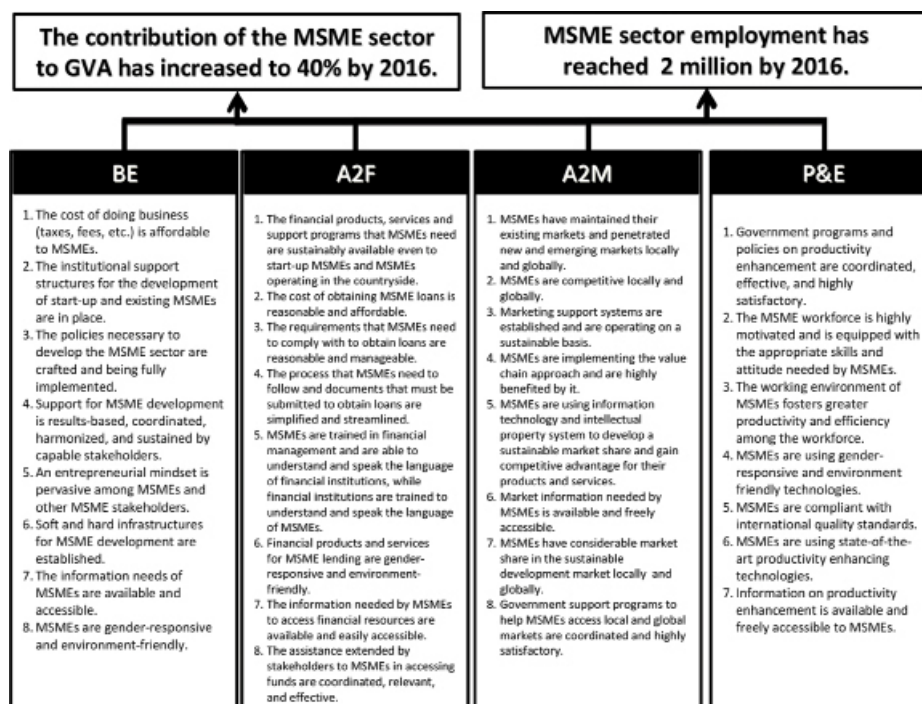 The contribution of the MSME sector
to GVA has increased to 40% by 2016.
MSME sector employment has
reached 2 million by 2016.
BE
1. The cost of doing business
(taxes, fees, etc.) is affordable
to MSMEs.
2. The institutional support
structures for the development
of start-up and existing MSMEs
are in place.
3. The policies necessary to
develop the MSME sector are
crafted and being fully
implemented.
4. Support for MSME development
is results-based, coordinated,
harmonized, and sustained by
capable stakeholders.
5. An entrepreneurial mindset is
pervasive among MSMEs and
other MSME stakeholders.
6. Soft and hard infrastructures
for MSME development are
established.
7. The information needs of
MSMEs are available and
accessible.
8. MSMEs are gender-responsive
and environment-friendly.
A2F
1. The financial products, services and
support programs that MSMEs need
are sustainably available even to
start-up MSMEs and MSMEs
operating in the countryside.
2. The cost of obtaining MSME loans is
reasonable and affordable.
3. The requirements that MSMEs need
to comply with to obtain loans are
reasonable and manageable.
4. The process that MSMEs need to
follow and documents that must be
submitted to obtain loans are
simplified and streamlined.
5. MSMEs are trained in financial
management and are able to
understand and speak the language
of financial institutions, while
financial institutions are trained to
understand and speak the language
of MSMEs.
6. Financial products and services
for MSME lending are gender-
responsive and environment-
friendly.
7. The information needed by MSMEs
to access financial resources are
available and easily accessible.
8. The assistance extended by
stakeholders to MSMEs in accessing
funds are coordinated, relevant,
and effective.
A2M
1. MSMEs have maintained their
existing markets and penetrated
new and emerging markets locally
and globally.
2. MSMEs are competitive locally and
globally.
3. Marketing support systems are
established and are operating on a
sustainable basis.
4. MSMEs are implementing the value
chain approach and are highly
benefited by it.
5. MSMEs are using information
technology and intellectual
property system to develop a
sustainable market share and gain
competitive advantage for their
products and services.
6. Market information needed by
MSMEs is available and freely
accessible.
7. MSMEs have considerable market
share in the sustainable
development market locally and
globally.
8. Government support programs to
help MSMEs access local and global
markets are coordinated and highly
satisfactory.
P&E
1. Government programs and
policies on productivity
enhancement are coordinated,
effective, and highly
satisfactory.
2. The MSME workforce is highly
motivated and is equipped with
the appropriate skills and
attitude needed by MSMEs.
3. The working environment of
MSMEs fosters greater
productivity and efficiency
among the workforce.
4. MSMEs are using gender-
responsive and environment
friendly technologies.
5. MSMEs are compliant with
international quality standards.
6. MSMEs are using state-of-the-
art productivity enhancing
technologies.
7. Information on productivity
enhancement is available and
freely accessible to MSMEs.